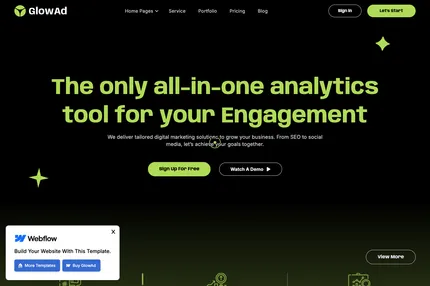 GlowAd
Home Pages Service Portfolio Pricing Blog
Sign In
Let's Start
The only all-in-one analytics
tool for your Engagement
We deliver tailored digital marketing solutions to grow your business. From SEO to social
media, let's achieve your goals together.
Sign Up For Free
Watch A Demo
X
Webflow
Build Your Website With This Template.
More Templates
Buy GlowAd
View More